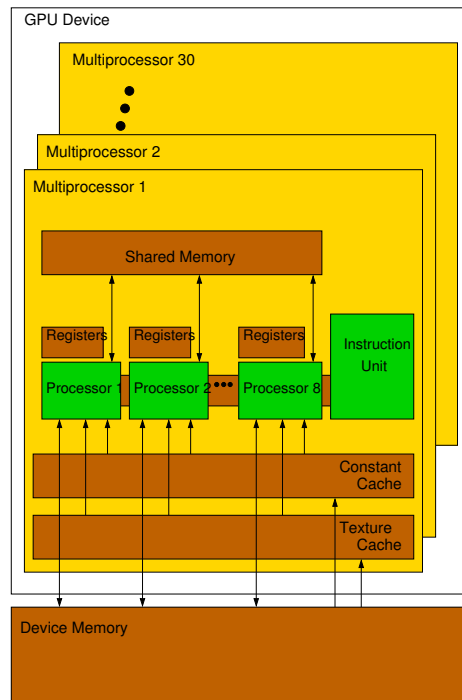 GPU Device
Multiprocessor 30
Multiprocessor 2
Multiprocessor 1
Shared Memory
Registers Registers Registers
Instruction
Unit
Processor 1 Processor 2 Processor 8
Constant
Cache
Texture
Cache
Device Memory